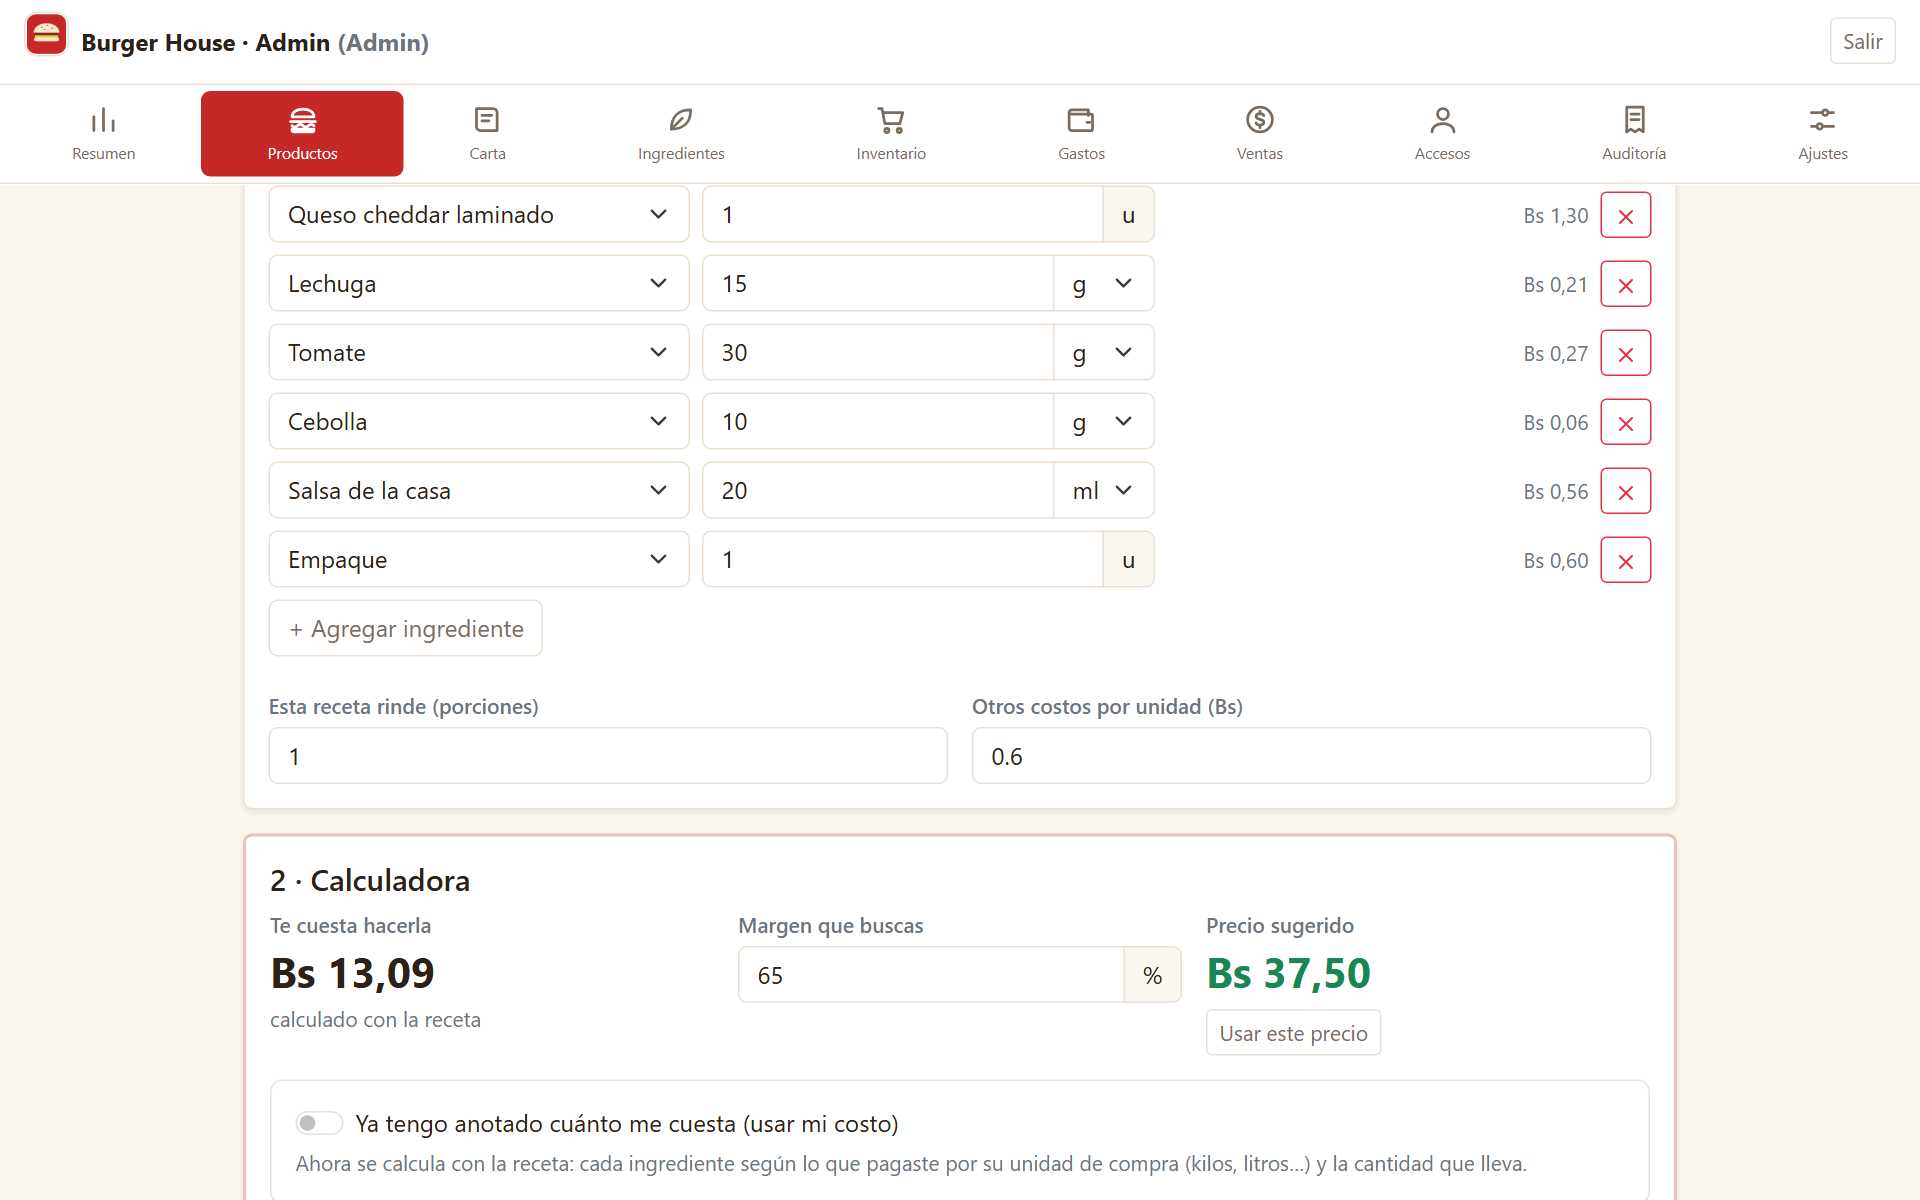 Burger House · Admin (Admin)
Salir
Resumen
Productos
Carta
Ingredientes
Inventario
Gastos
Ventas
Accesos
Auditoría
Ajustes
Queso cheddar laminado 1 u Bs 1,30
Lechuga 15 g Bs 0,21
Tomate 30 g Bs 0,27
Cebolla 10 g Bs 0,06
Salsa de la casa 20 ml Bs 0,56
Empaque 1 u Bs 0,60
+ Agregar ingrediente
Esta receta rinde (porciones)
1
Otros costos por unidad (Bs)
0.6
2 · Calculadora
Te cuesta hacerla
Bs 13,09
calculado con la receta
Margen que buscas
65 %
Precio sugerido
Bs 37,50
Usar este precio
Ya tengo anotado cuánto me cuesta (usar mi costo)
Ahora se calcula con la receta: cada ingrediente según lo que pagaste por su unidad de compra (kilos, litros...) y la cantidad que lleva.